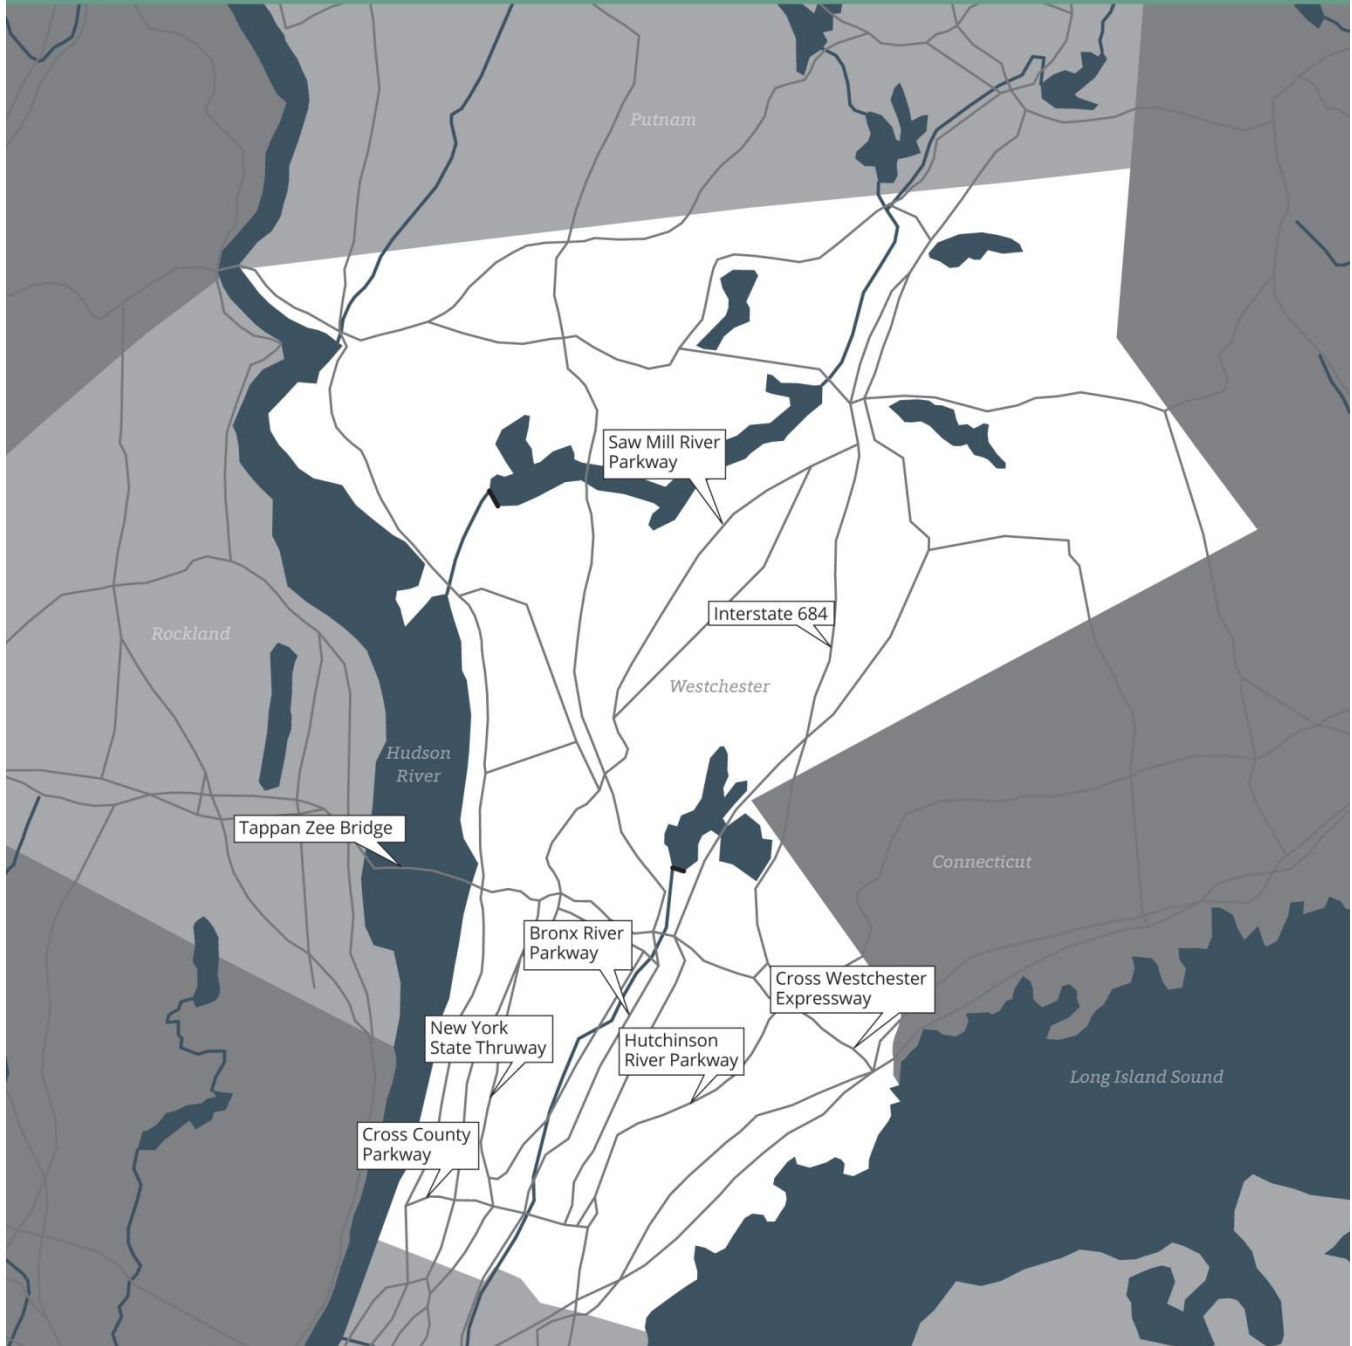 Putnam
Saw Mill River
Parkway
Interstate 684
Rockland
Westchester
Hudson
River
Tappan Zee Bridge
Connecticut
Bronx River
Parkway
Cross Westchester
Expressway
New York
State Thruway
Hutchinson
River Parkway
Long Island Sound
Cross County
Parkway